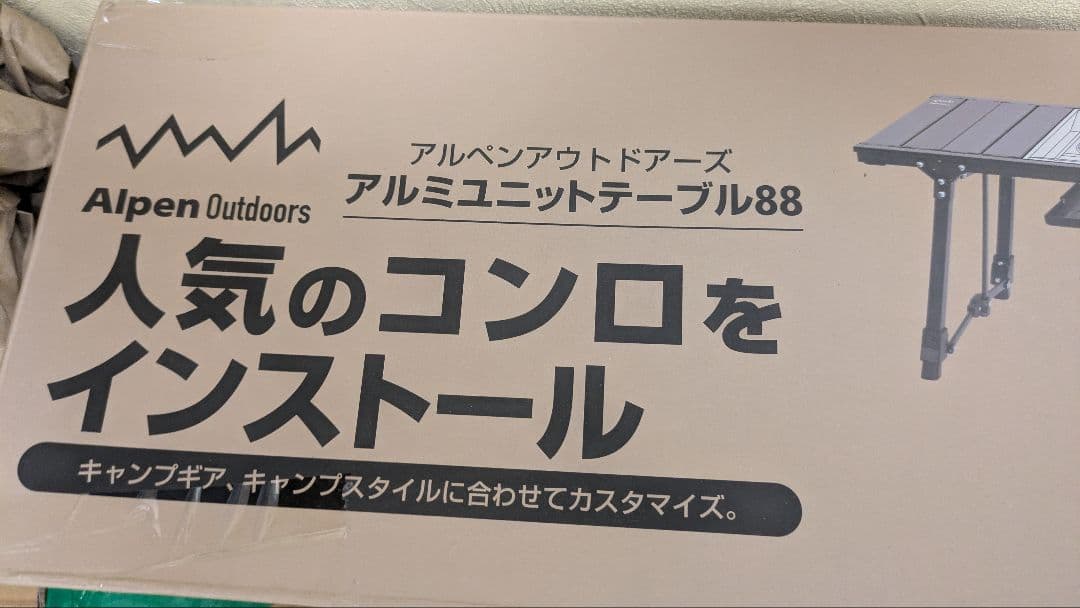 Alpen Outdoors
アルペンアウトドアーズ
アルミユニットテーブル88
人気のコンロを
インストール
キャンプギア、キャンプスタイルに合わせてカスタマイズ。